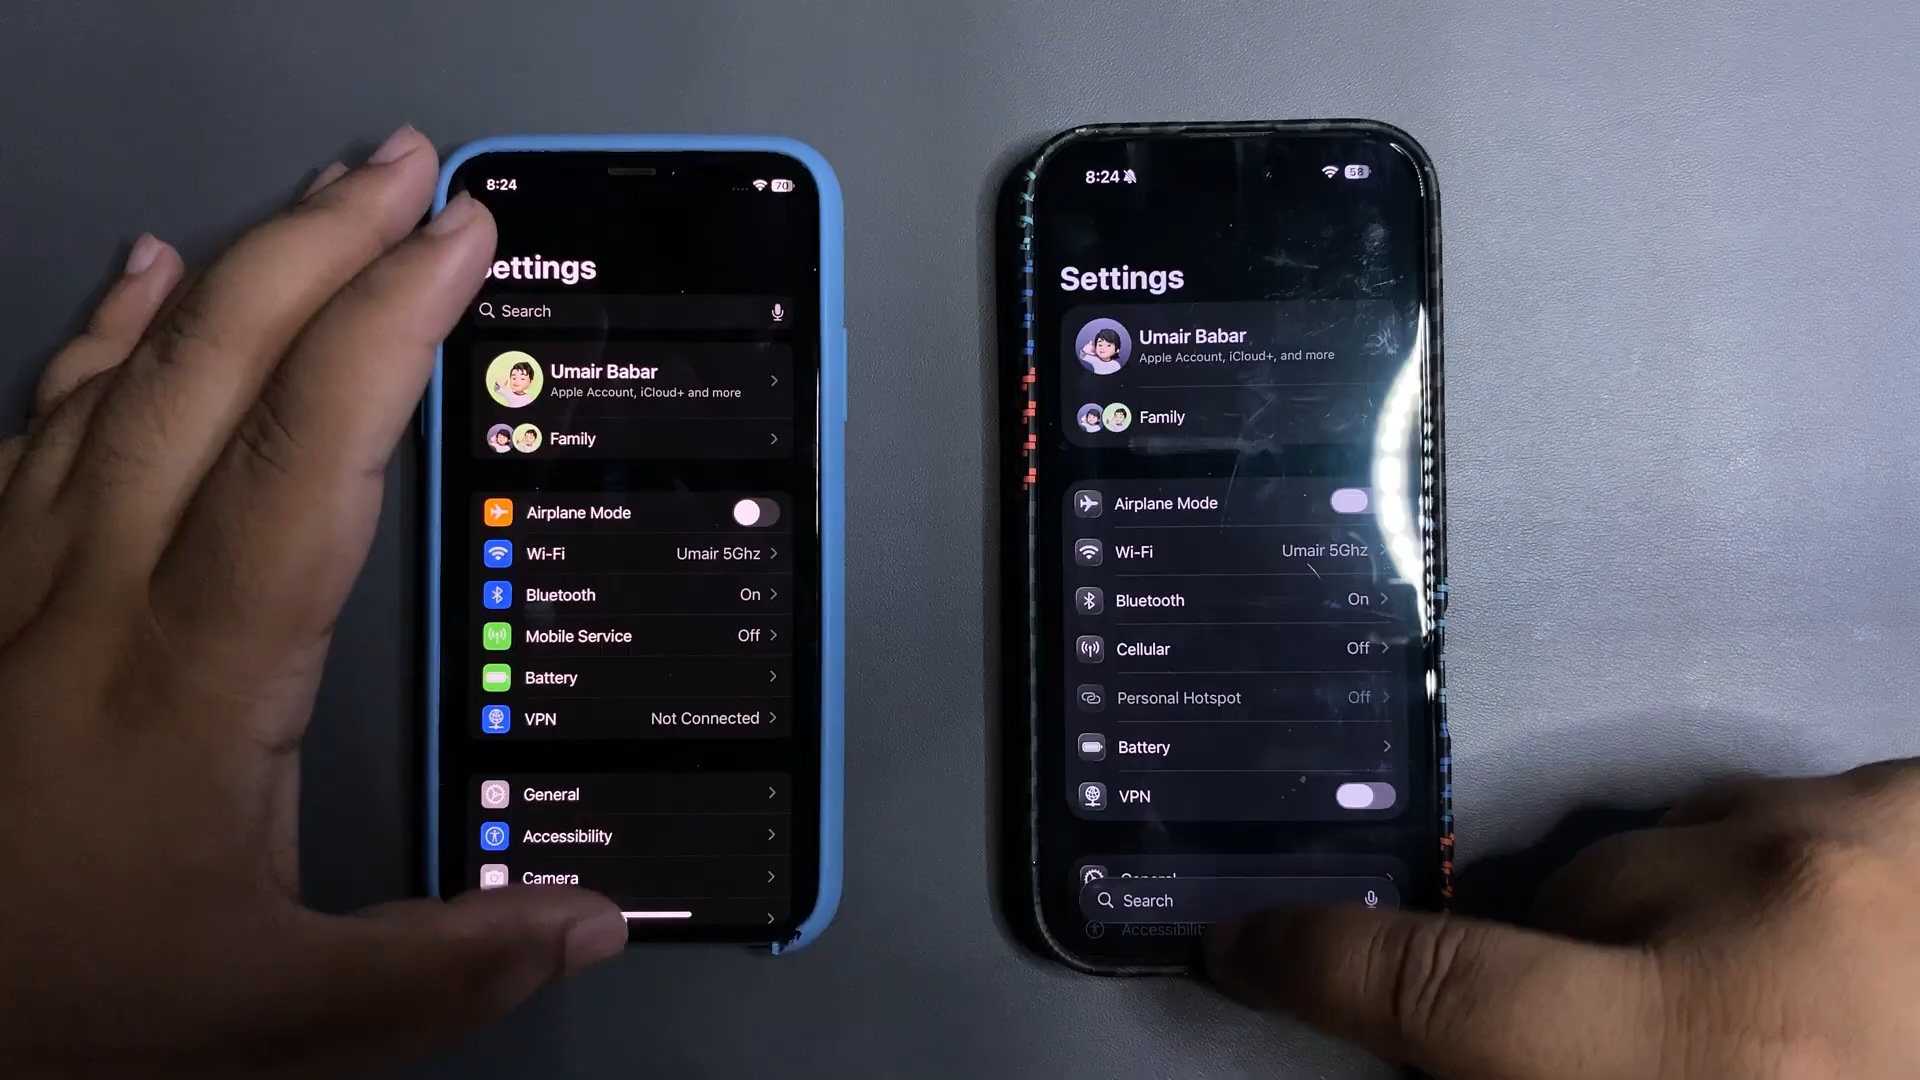 8:24
70
ettings
Search
Umair Babar
Apple Account, iCloud+ and more
Family
Airplane Mode
Wi-Fi Umair 5Ghz
Bluetooth On
Mobile Service Off
Battery
VPN Not Connected
General
Accessibility
Camera
8:24
58
Settings
Umair Babar
Apple Account, iCloud+, and more
Family
Airplane Mode
Wi-Fi Umair 5Ghz
Bluetooth On
Cellular Off
Personal Hotspot Off
Battery
VPN
General
Search
Accessibilit